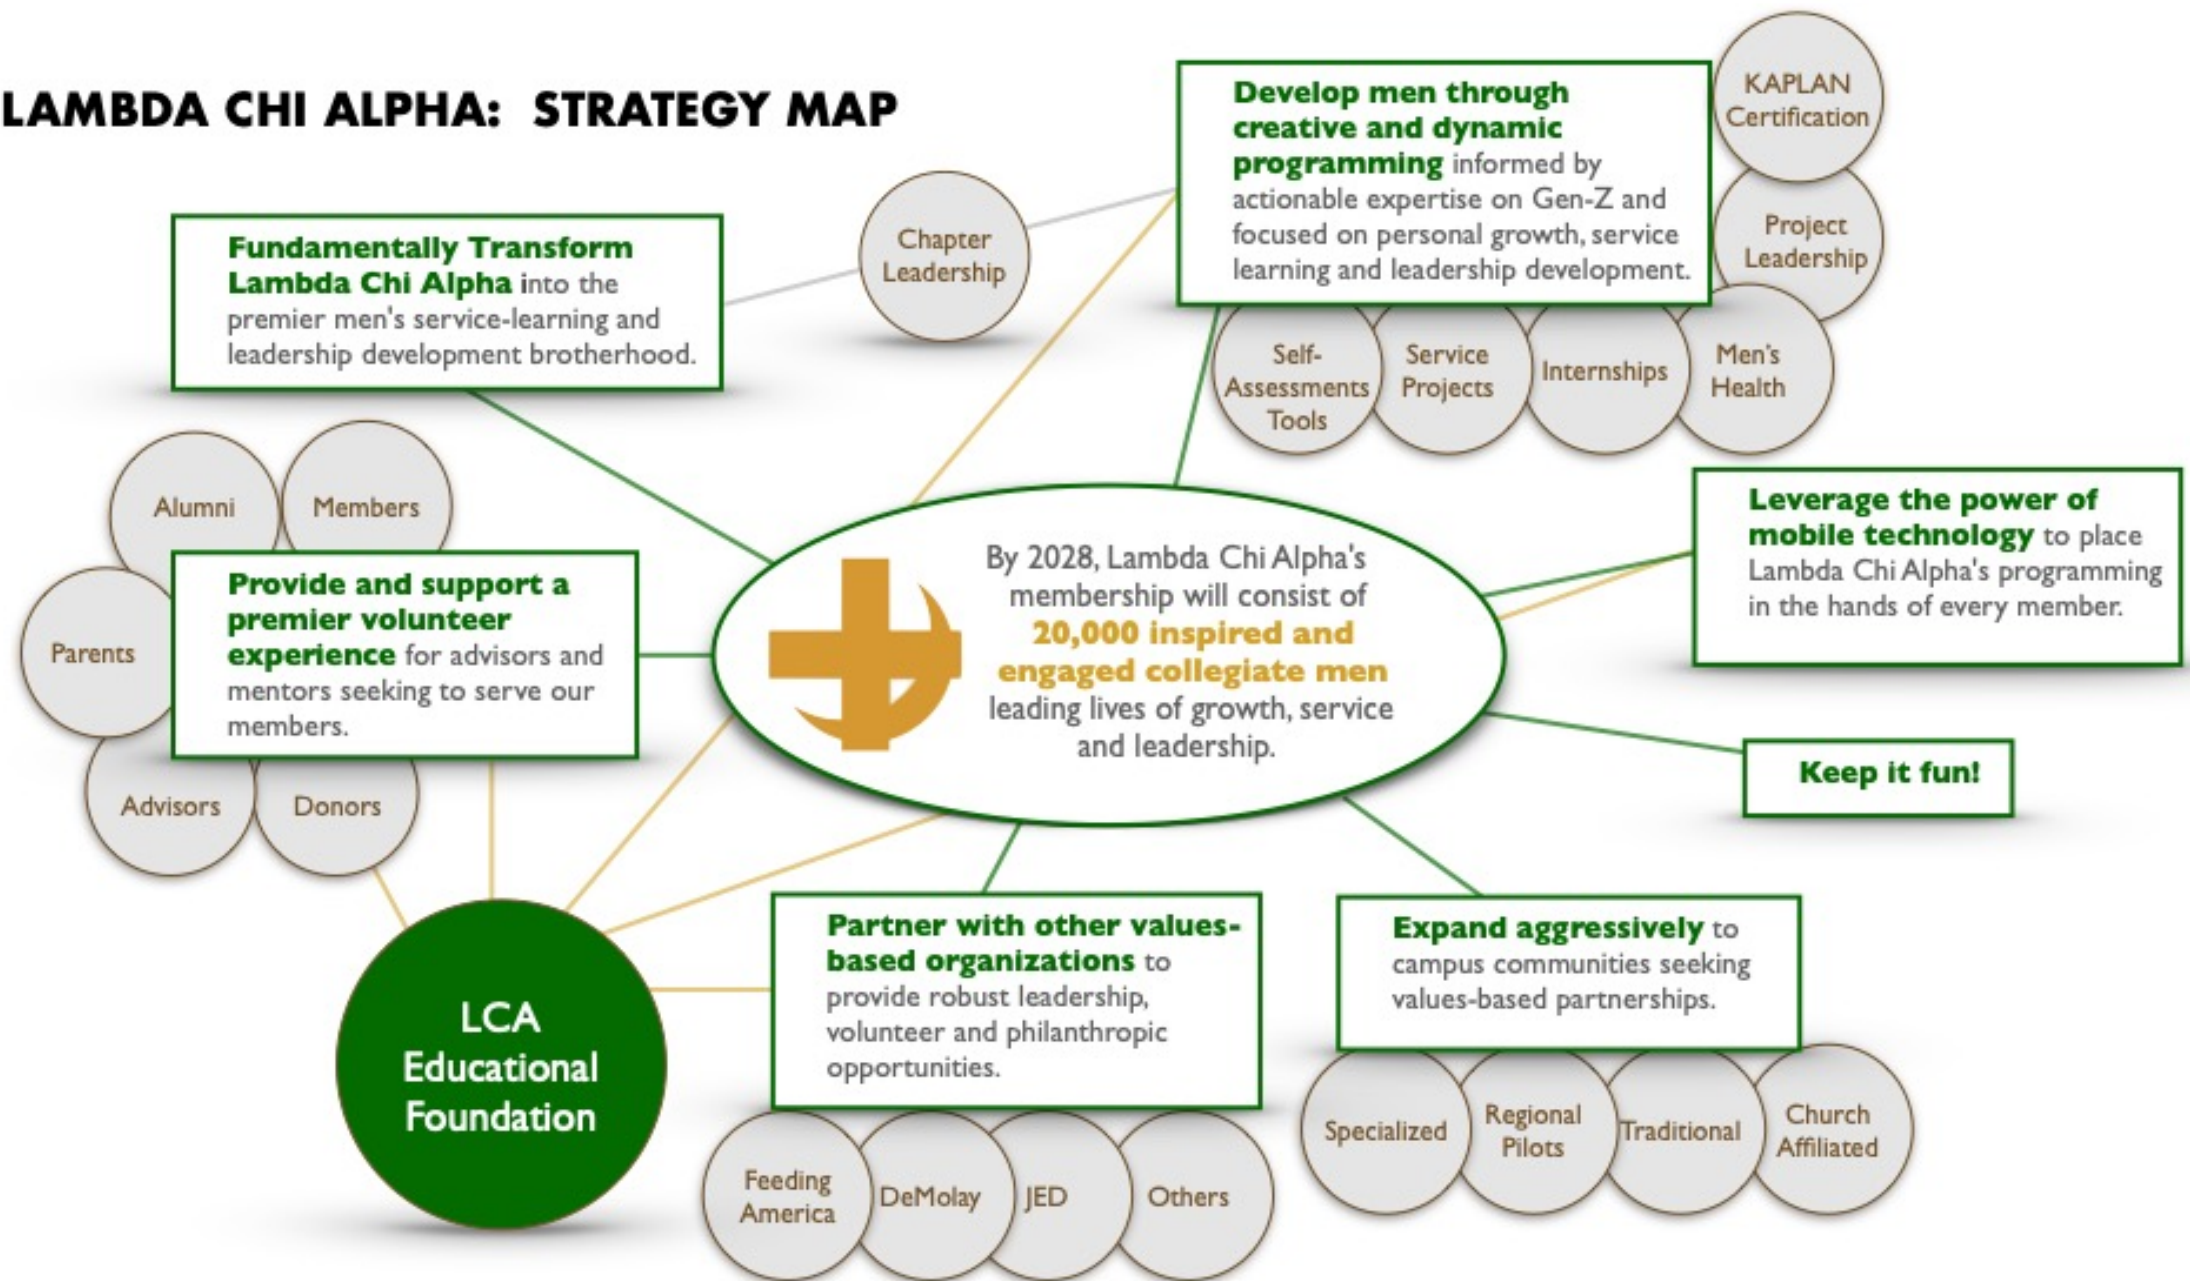 LAMBDA CHI ALPHA: STRATEGY MAP
Fundamentally Transform
Lambda Chi Alpha into the
premier men's service-learning and
leadership development brotherhood.
Chapter
Leadership
Develop men through
creative and dynamic
programming informed by
actionable expertise on Gen-Z and
focused on personal growth, service
learning and leadership development.
KAPLAN
Certification
Project
Leadership
Self-
Assessments
Tools
Service
Projects
Internships
Men's
Health
Alumni
Members
Parents
Provide and support a
premier volunteer
experience for advisors and
mentors seeking to serve our
members.
Advisors
Donors
By 2028, Lambda Chi Alpha's
membership will consist of
20,000 inspired and
engaged collegiate men
leading lives of growth, service
and leadership.
Leverage the power of
mobile technology to place
Lambda Chi Alpha's programming
in the hands of every member.
Keep it fun!
LCA
Educational
Foundation
Partner with other values-
based organizations to
provide robust leadership,
volunteer and philanthropic
opportunities.
Feeding
America
DeMolay
JED
Others
Expand aggressively to
campus communities seeking
values-based partnerships.
Specialized
Regional
Pilots
Traditional
Church
Affiliated